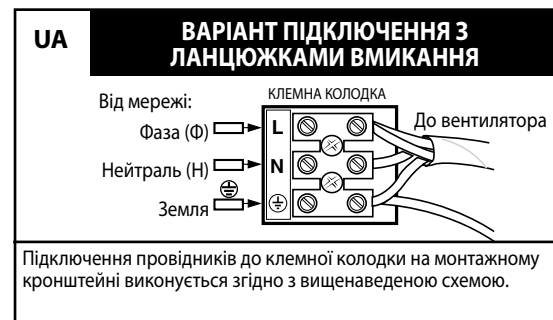 UA
ВАРІАНТ ПІДКЛЮЧЕННЯ З
ЛАНЦЮЖКАМИ ВМИКАННЯ
КЛЕМНА КОЛОДКА
Від мережі:
Фаза (Ф)
L
До вентилятора
Нейтраль (Н)
N
Земля
Підключення провідників до клемної колодки на монтажному
кронштейні виконується згідно з вищенаведеною схемою.